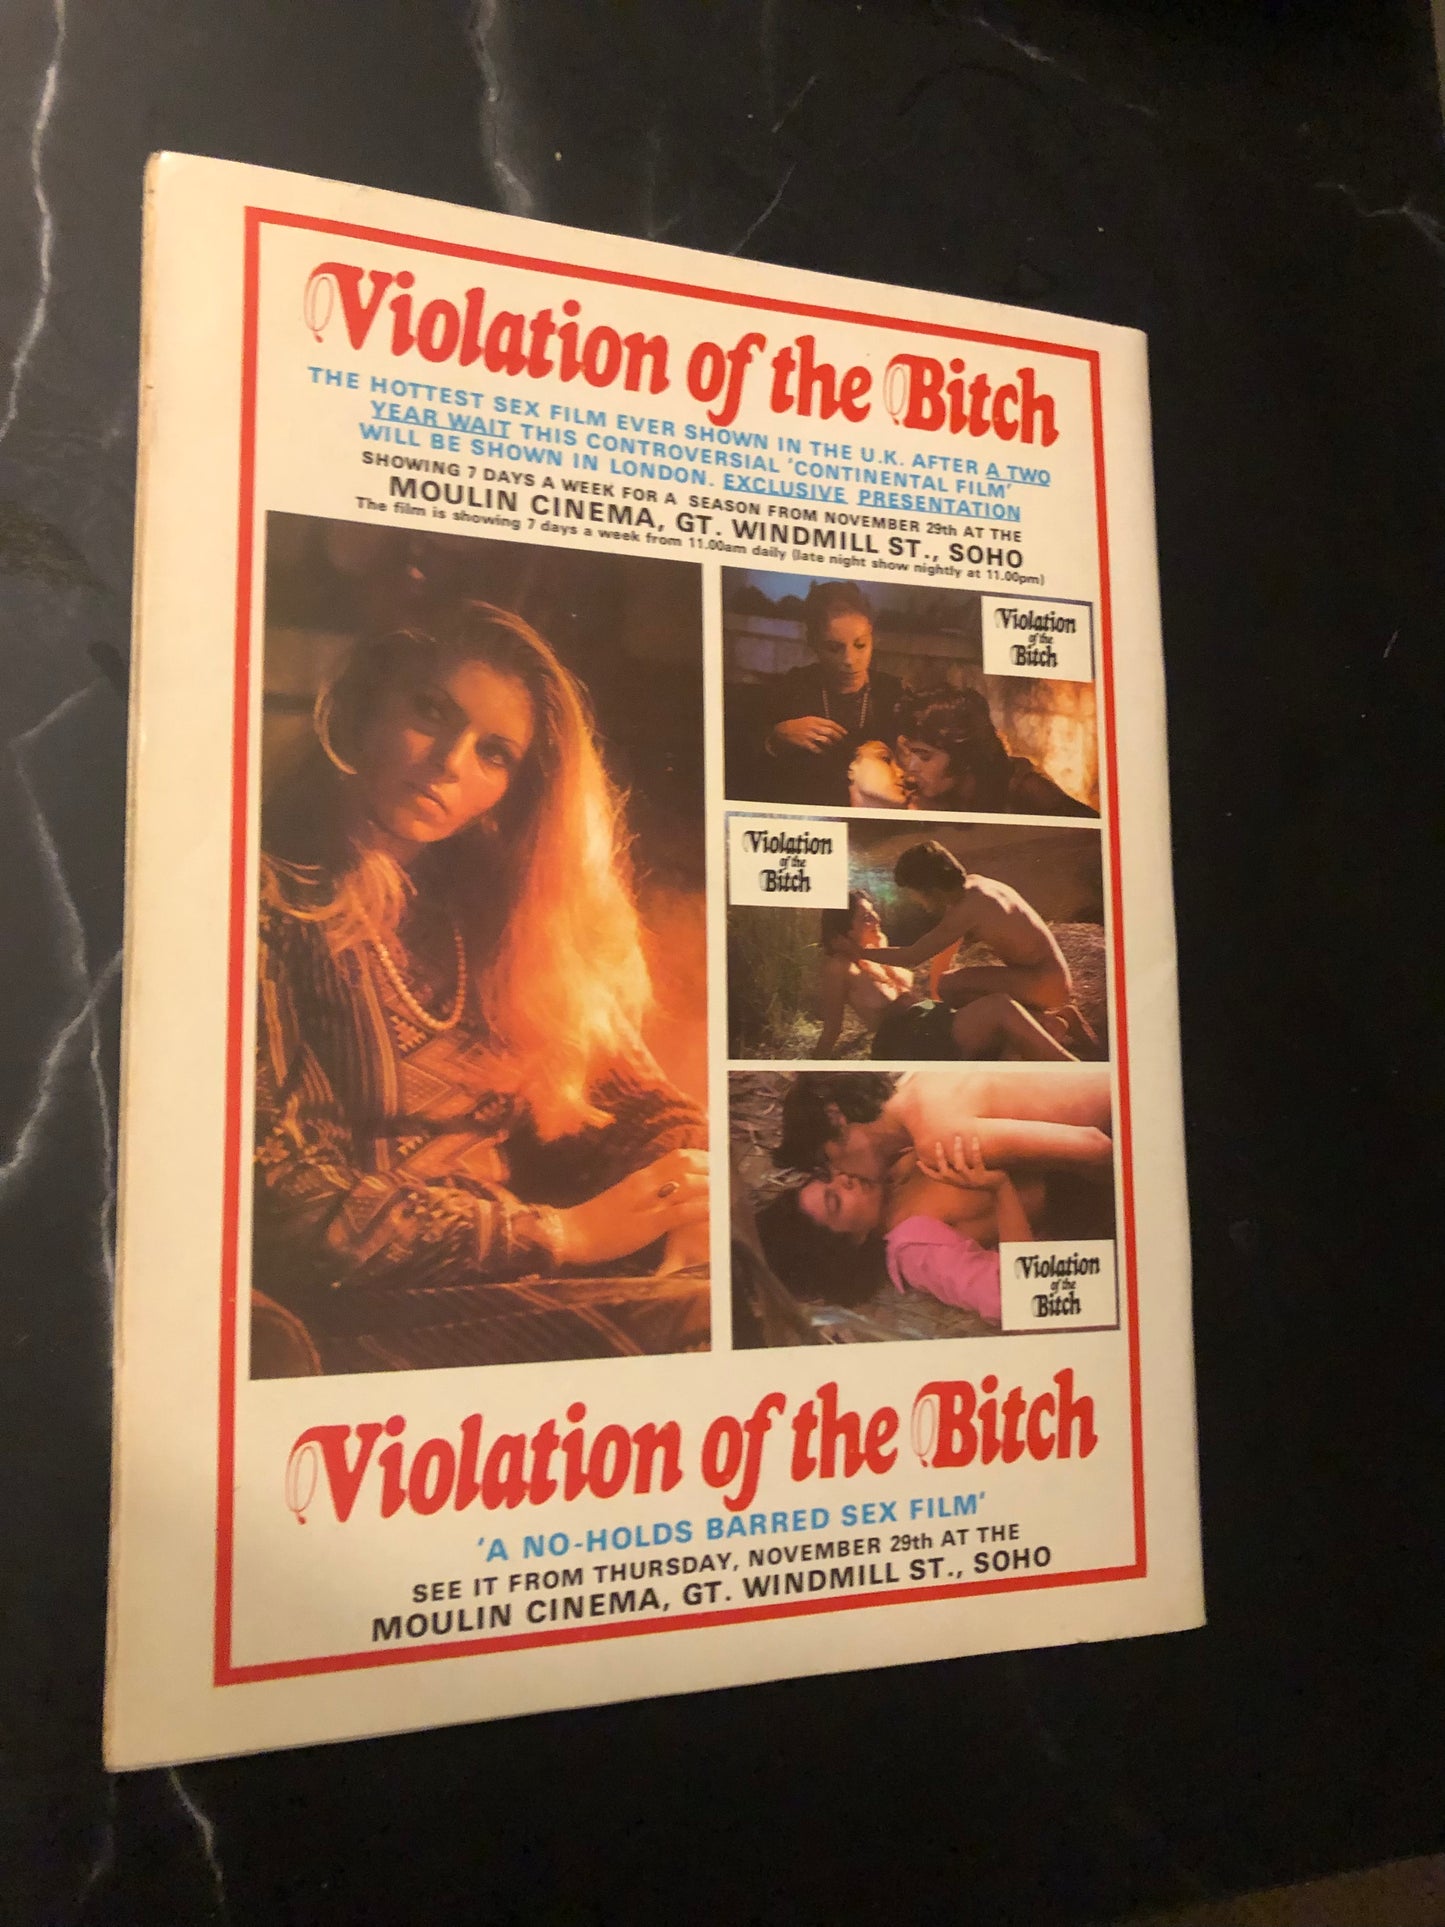 Violation of the Bitch
THE HOTTEST SEX FILM EVER SHOWN IN THE U.K. AFTER A TWO
YEAR WAIT THIS CONTROVERSIAL 'CONTINENTAL FILM'
WILL BE SHOWN IN LONDON. EXCLUSIVE PRESENTATION
SHOWING 7 DAYS A WEEK FOR A SEASON FROM NOVEMBER 29th AT THE
MOULIN CINEMA, GT. WINDMILL ST., SOHO
The film is showing 7 days a week from 11.00am daily (late night show nightly at 11.00pm)
Violation
of the
Bitch
Violation
of the
Bitch
Violation
of the
Bitch
Violation of the Bitch
'A NO-HOLDS BARRED SEX FILM'
SEE IT FROM THURSDAY, NOVEMBER 29th AT THE
MOULIN CINEMA, GT. WINDMILL ST., SOHO